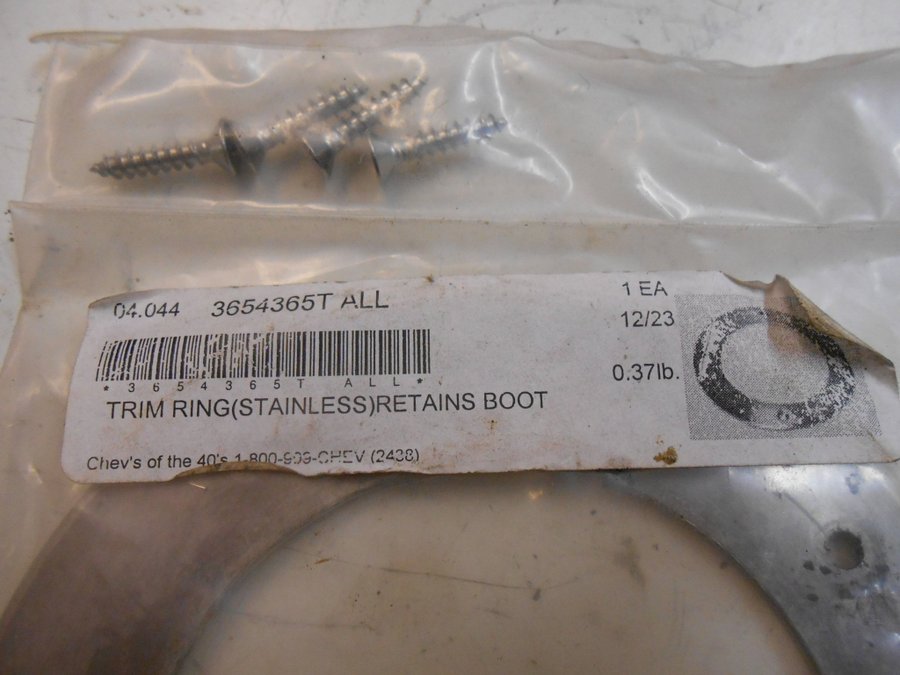 04.044 3654365T ALL
1 EA
12/23
0.37lb.
*3654365T ALL*
TRIM RING(STAINLESS)RETAINS BOOT
Chev's of the 40's 1-800-909-CHEV (2438)